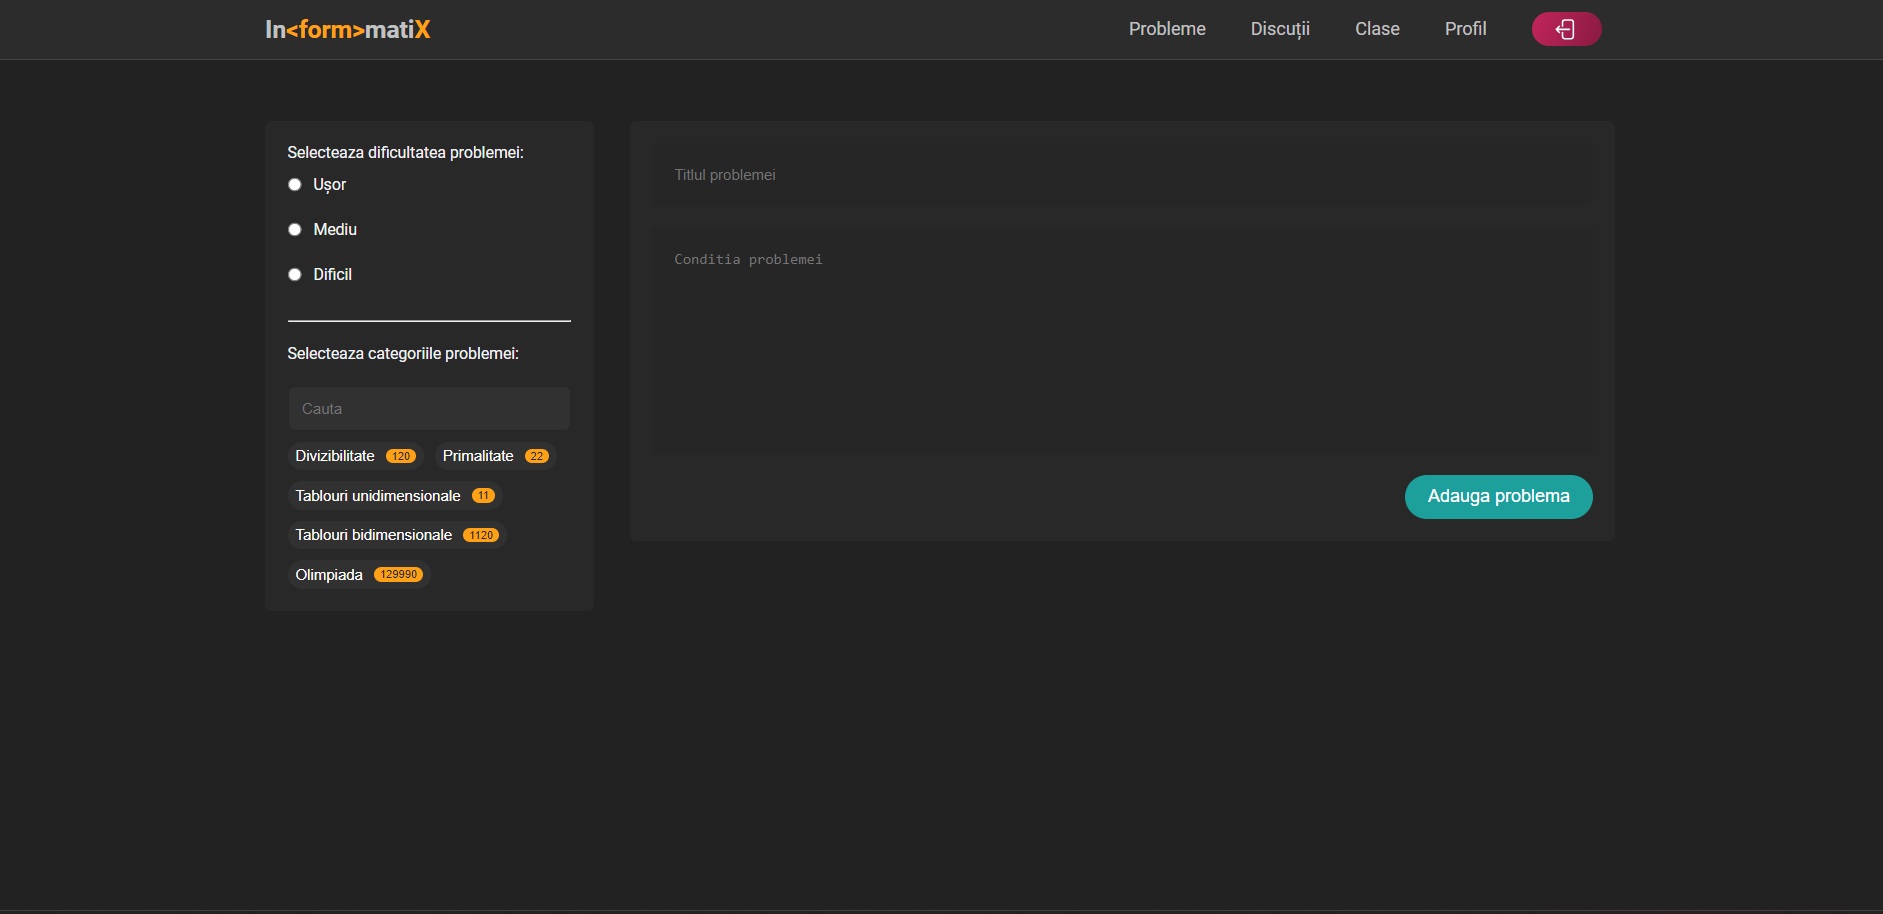 In<form>matiX
Probleme Discuții Clase Profil
Selecteaza dificultatea problemei:
Ușor
Mediu
Dificil
Selecteaza categoriile problemei:
Cauta
Divizibilitate 120 Primalitate 22
Tablouri unidimensionale 11
Tablouri bidimensionale 1120
Olimpiada 129990
Titlul problemei
Conditia problemei
Adauga problema